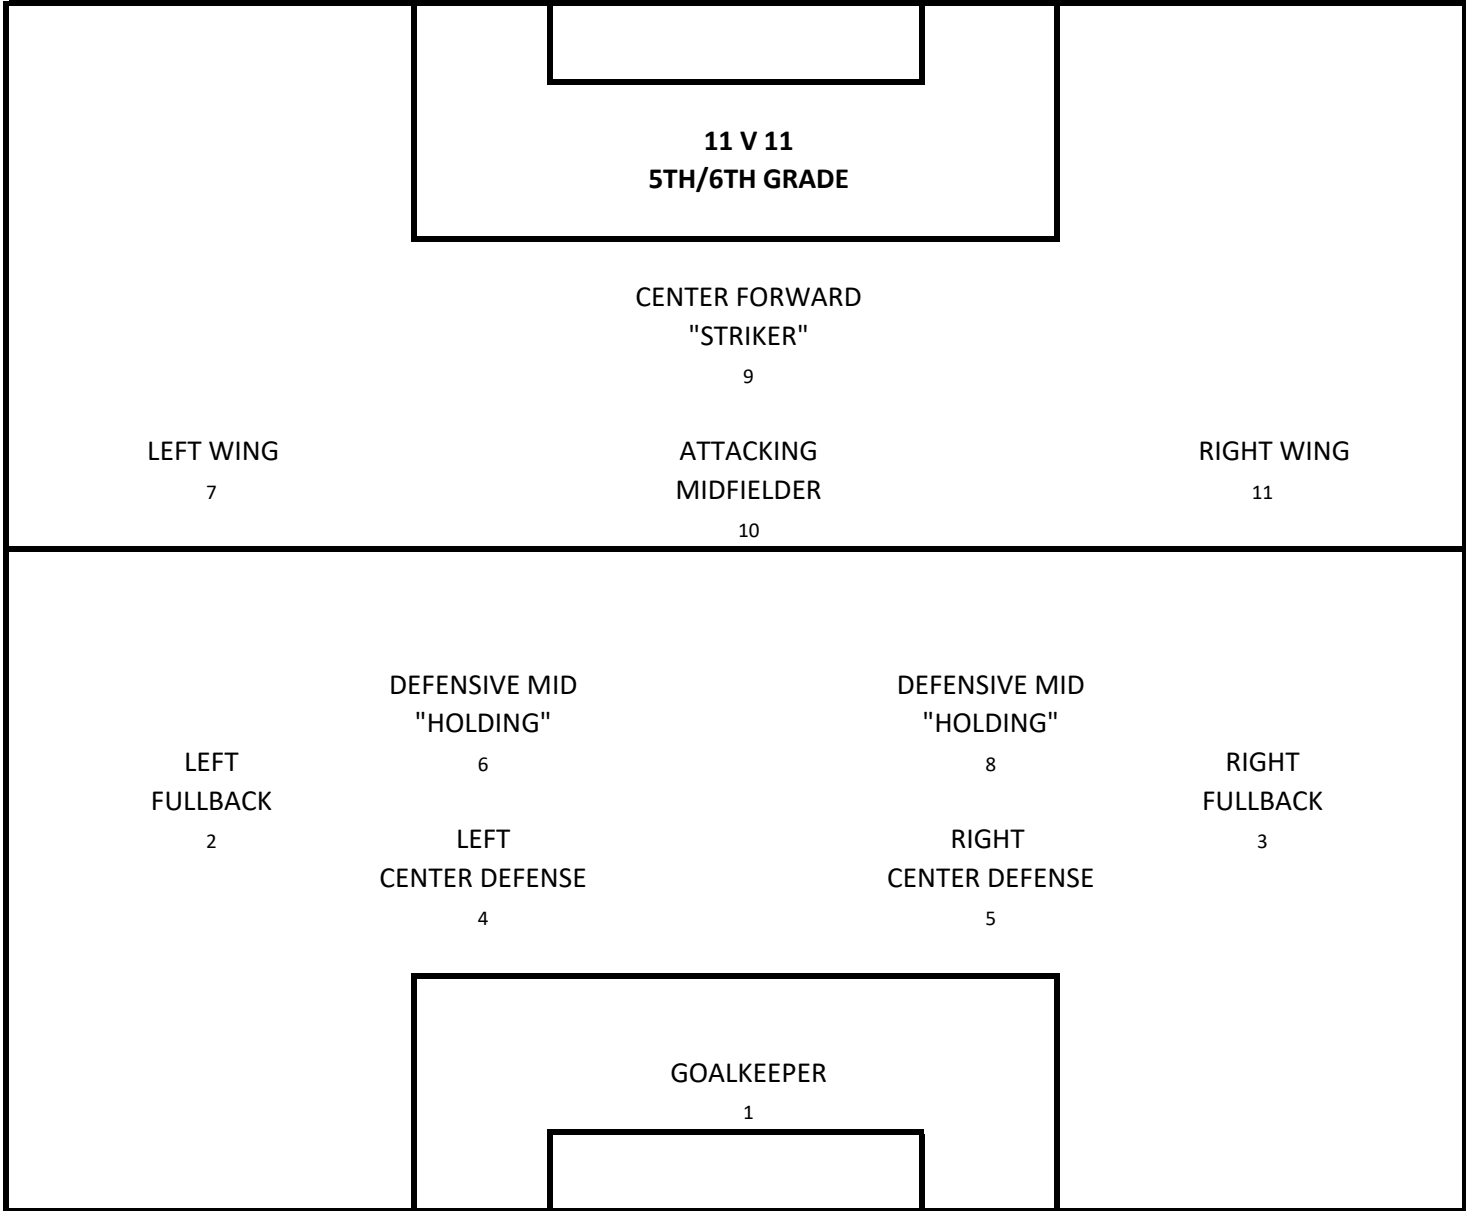 11 V 11
5TH/6TH GRADE
CENTER FORWARD
"STRIKER"
9
LEFT WING
7
ATTACKING
MIDFIELDER
10
RIGHT WING
11
DEFENSIVE MID
"HOLDING"
6
DEFENSIVE MID
"HOLDING"
8
LEFT
FULLBACK
2
RIGHT
FULLBACK
3
LEFT
CENTER DEFENSE
4
RIGHT
CENTER DEFENSE
5
GOALKEEPER
1